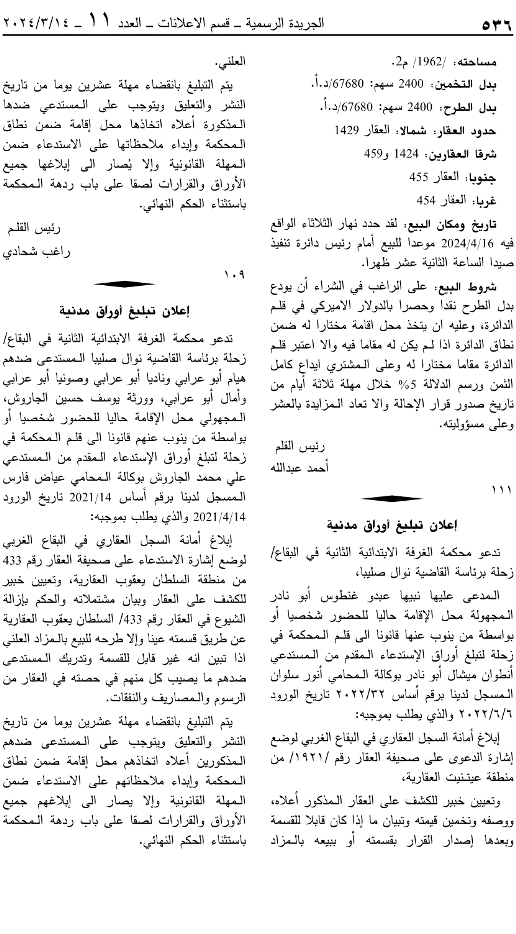 ٥٣٦
الجريدة الرسمية ــ قسم الاعلانات ــ العدد ١١ ــ ٢٠٢٤/٣/١٤
مساحته: /1962/ م2.
بدل التخمين: 2400 سهم: 67680/د.أ.
بدل الطرح: 2400 سهم: 67680/د.أ.
حدود العقار: شمالا: العقار 1429
شرقا العقارين: 1424 و459
جنوبا: العقار 455
غربا: العقار 454
تاريخ ومكان البيع: لقد حدد نهار الثلاثاء الواقع
فيه 2024/4/16 موعدا للبيع أمام رئيس دائرة تنفيذ
صيدا الساعة الثانية عشر ظهرا.
شروط البيع: على الراغب في الشراء أن يودع
بدل الطرح نقدا وحصرا بالدولار الاميركي في قلم
الدائرة، وعليه ان يتخذ محل اقامة مختارا له ضمن
نطاق الدائرة اذا لم يكن له مقاما فيه والا اعتبر قلم
الدائرة مقاما مختارا له وعلى المشتري ايداع كامل
الثمن ورسم الدلالة 5% خلال مهلة ثلاثة أيام من
تاريخ صدور قرار الإحالة والا تعاد المزايدة بالعشر
وعلى مسؤوليته.
رئيس القلم
أحمد عبدالله
١١١
إعلان تبليغ أوراق مدنية
تدعو محكمة الغرفة الابتدائية الثانية في البقاع/
زحلة برئاسة القاضية نوال صليبا،
المدعى عليها نبيها عبدو غنطوس أبو نادر
المجهولة محل الإقامة حاليا للحضور شخصيا أو
بواسطة من ينوب عنها قانونا الى قلم المحكمة في
زحلة لتبلغ أوراق الإستدعاء المقدم من المستدعي
أنطوان ميشال أبو نادر بوكالة المحامي أنور سلوان
المسجل لدينا برقم أساس ٢٠٢٢/٣٢ تاريخ الورود
٢٠٢٢/٦/٦ والذي يطلب بموجبه:
إبلاغ أمانة السجل العقاري في البقاع الغربي لوضع
إشارة الدعوى على صحيفة العقار رقم /١٩٢١/ من
منطقة عيتنيت العقارية،
وتعيين خبير للكشف على العقار المذكور أعلاه،
ووصفه وتخمين قيمته وتبيان ما إذا كان قابلا للقسمة
وبعدها إصدار القرار بقسمته أو ببيعه بالمزاد
العلني.
يتم التبليغ بانقضاء مهلة عشرين يوما من تاريخ
النشر والتعليق ويتوجب على المستدعي ضدها
المذكورة أعلاه اتخاذها محل إقامة ضمن نطاق
المحكمة وإبداء ملاحظاتها على الاستدعاء ضمن
المهلة القانونية وإلا يُصار الى إبلاغها جميع
الأوراق والقرارات لصقا على باب ردهة المحكمة
باستثناء الحكم النهائي.
رئيس القلم
راغب شحادي
١٠٩
إعلان تبليغ أوراق مدنية
تدعو محكمة الغرفة الابتدائية الثانية في البقاع/
زحلة برئاسة القاضية نوال صليبا المستدعى ضدهم
هيام أبو عرابي وناديا أبو عرابي وصونيا أبو عرابي
وأمال أبو عرابي، وورثة يوسف حسين الجاروش،
المجهولي محل الإقامة حاليا للحضور شخصيا أو
بواسطة من ينوب عنهم قانونا الى قلم المحكمة في
زحلة لتبلغ أوراق الإستدعاء المقدم من المستدعي
علي محمد الجاروش بوكالة المحامي عياض فارس
المسجل لدينا برقم أساس 2021/14 تاريخ الورود
2021/4/14 والذي يطلب بموجبه:
إبلاغ أمانة السجل العقاري في البقاع الغربي
لوضع إشارة الاستدعاء على صحيفة العقار رقم 433
من منطقة السلطان يعقوب العقارية، وتعيين خبير
للكشف على العقار وبيان مشتملاته والحكم بإزالة
الشيوع في العقار رقم 433/ السلطان يعقوب العقارية
عن طريق قسمته عينا وإلا طرحه للبيع بالمزاد العلني
اذا تبين انه غير قابل للقسمة وتدريك المستدعى
ضدهم ما يصيب كل منهم في حصته في العقار من
الرسوم والمصاريف والنفقات.
يتم التبليغ بانقضاء مهلة عشرين يوما من تاريخ
النشر والتعليق ويتوجب على المستدعى ضدهم
المذكورين أعلاه اتخاذهم محل إقامة ضمن نطاق
المحكمة وإبداء ملاحظاتهم على الاستدعاء ضمن
المهلة القانونية وإلا يصار الى إبلاغهم جميع
الأوراق والقرارات لصقا على باب ردهة المحكمة
باستثناء الحكم النهائي.